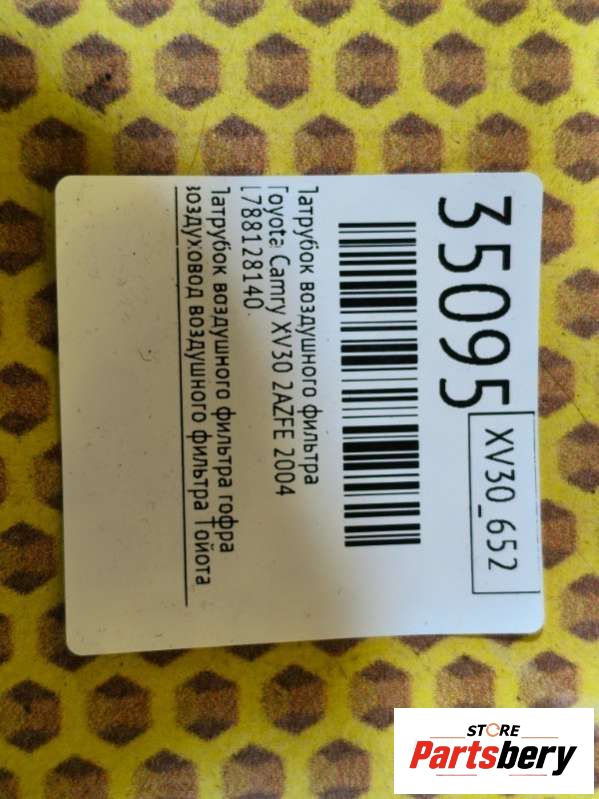 35095
XV30_652
Патрубок воздушного фильтра
Toyota Camry XV30 2AZFE 2004
1788128140
Патрубок воздушного фильтра гофра
воздуховод воздушного фильтра Тойота
STORE
Partsbery